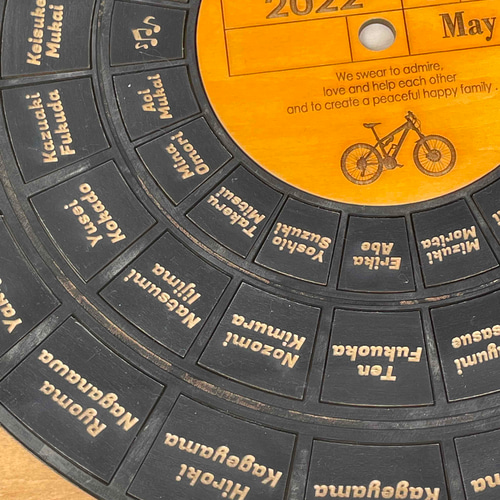 2022
May
We swear to admire,
love and help each other
and to create a peaceful happy family .
Aoi
Mukai
Mina
Omori
Takeru
Mitsui
Yoshio
Suzuki
Erika
Abe
Mizuki
Moriba
Keisuke
Mukai
Kazuaki
Fukuda
Yusei
Kokado
Natsumi
Iijima
Nozomi
Kimura
Ten
Fukuoka
Ryoma
Naganawa
Hiroki
Kageyama
Kageyama